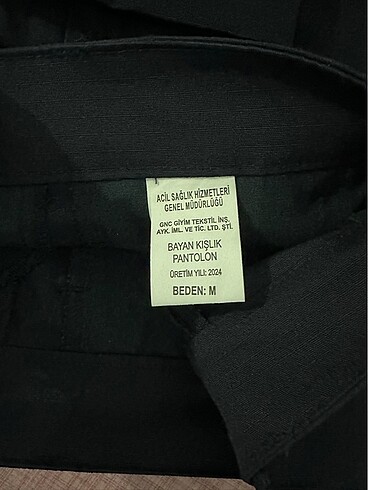 ACİL SAĞLIK HİZMETLERİ
GENEL MÜDÜRLÜĞÜ
GNC GİYİM TEKSTİL İNŞ.
AYK. İML. VE TİC. LTD. ŞTİ.
BAYAN KIŞLIK
PANTOLON
ÜRETİM YILI: 2024
BEDEN: M